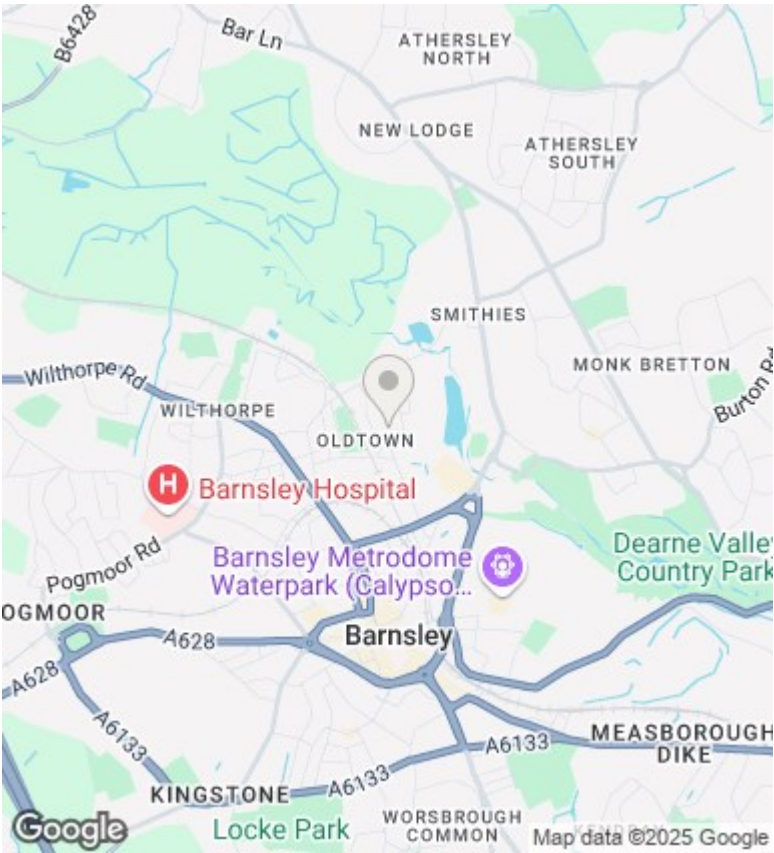 B6428
Bar Ln
ATHERSLEY
NORTH
NEW LODGE
ATHERSLEY
SOUTH
SMITHIES
MONK BRETTON
Wilthorpe Rd
Burton Rd
WILTHORPE
OLDTOWN
H
Barnsley Hospital
Pogmoor Rd
Barnsley Metrodome
Waterpark (Calypso...
Dearne Valley
Country Park
OGMOOR
A628
Barnsley
A628
A6133
MEASBOROUGH
DIKE
A6133
KINGSTONE
A6133
Google
Locke Park
WORSBROUGH
COMMON
KENDRAY
Map data ©2025 Google